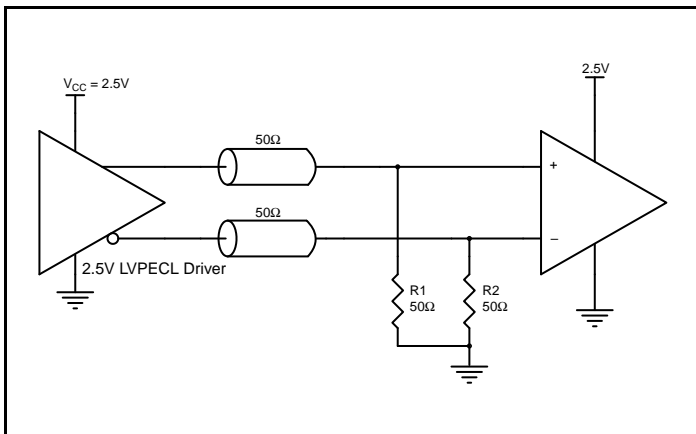 V_CC = 2.5V
2.5V
50Ω
50Ω
+
–
2.5V LVPECL Driver
R1
50Ω
R2
50Ω